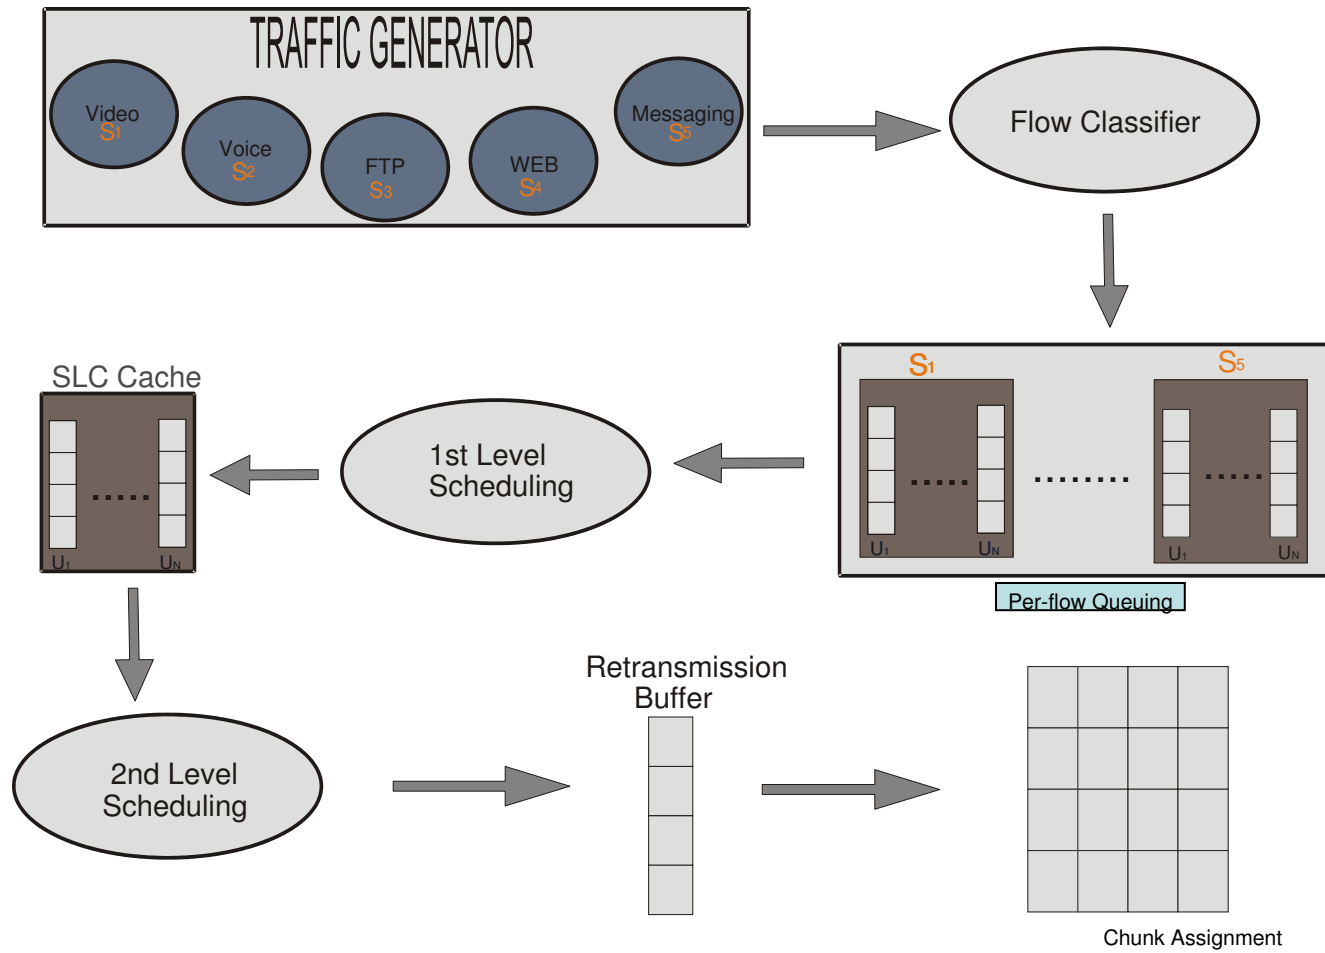 TRAFFIC GENERATOR
Video
S1
Voice
S2
FTP
S3
WEB
S4
Messaging
S5
Flow Classifier
S1
S5
.....
........
.....
U1
UN
U1
UN
Per-flow Queuing
1st Level
Scheduling
SLC Cache
.....
U1
UN
2nd Level
Scheduling
Retransmission
Buffer
Chunk Assignment